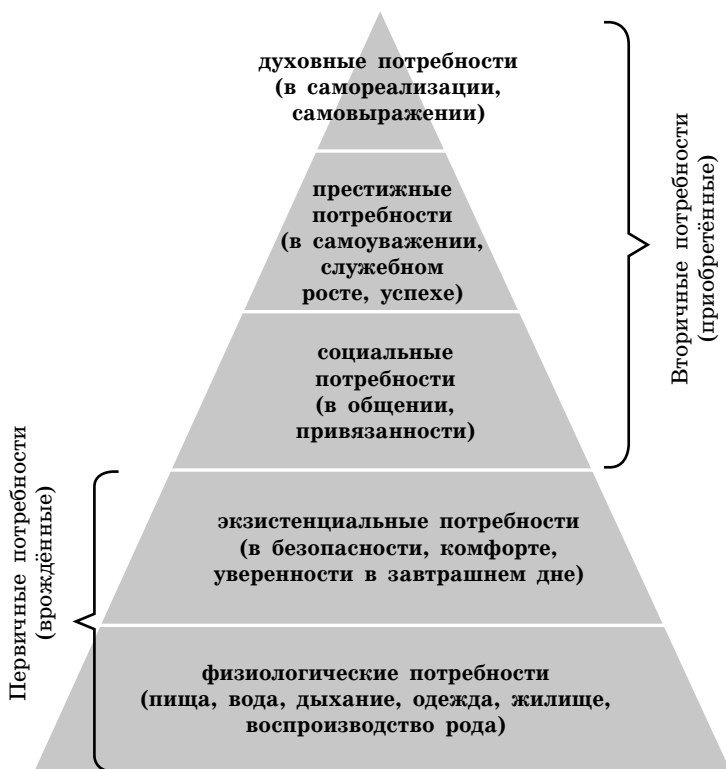 духовные потребности
(в самореализации,
самовыражении)
престижные
потребности
(в самоуважении,
служебном
росте, успехе)
социальные
потребности
(в общении,
привязанности)
Вторичные потребности
(приобретённые)
экзистенциальные потребности
(в безопасности, комфорте,
уверенности в завтрашнем дне)
физиологические потребности
(пища, вода, дыхание, одежда, жилище,
воспроизводство рода)
Первичные потребности
(врождённые)